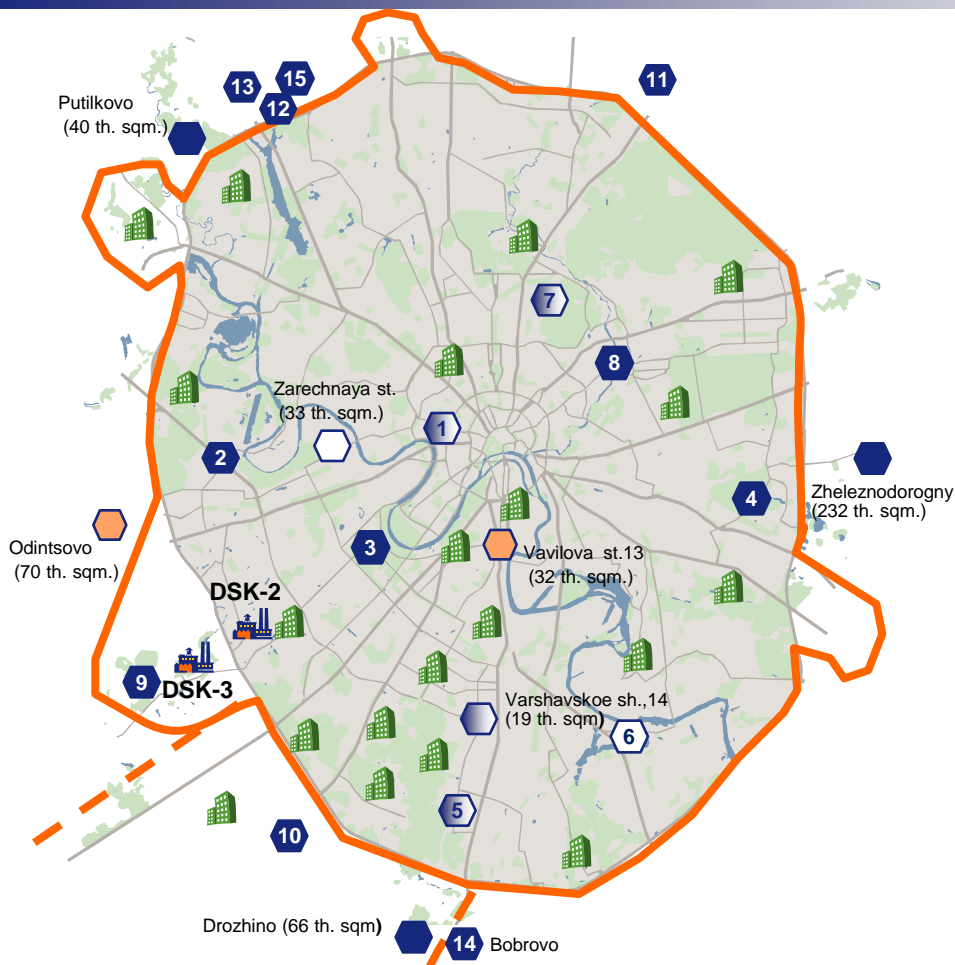 15
13
11
12
Putilkovo
(40 th. sqm.)
7
8
Zarechnaya st.
(33 th. sqm.)
1
2
4
Zheleznodorogny
(232 th. sqm.)
3
Odintsovo
(70 th. sqm.)
Vavilova st.13
(32 th. sqm.)
DSK-2
DSK-3
9
Varshavskoe sh.,14
(19 th. sqm)
6
5
10
Drozhino (66 th. sqm)
14
Bobrovo